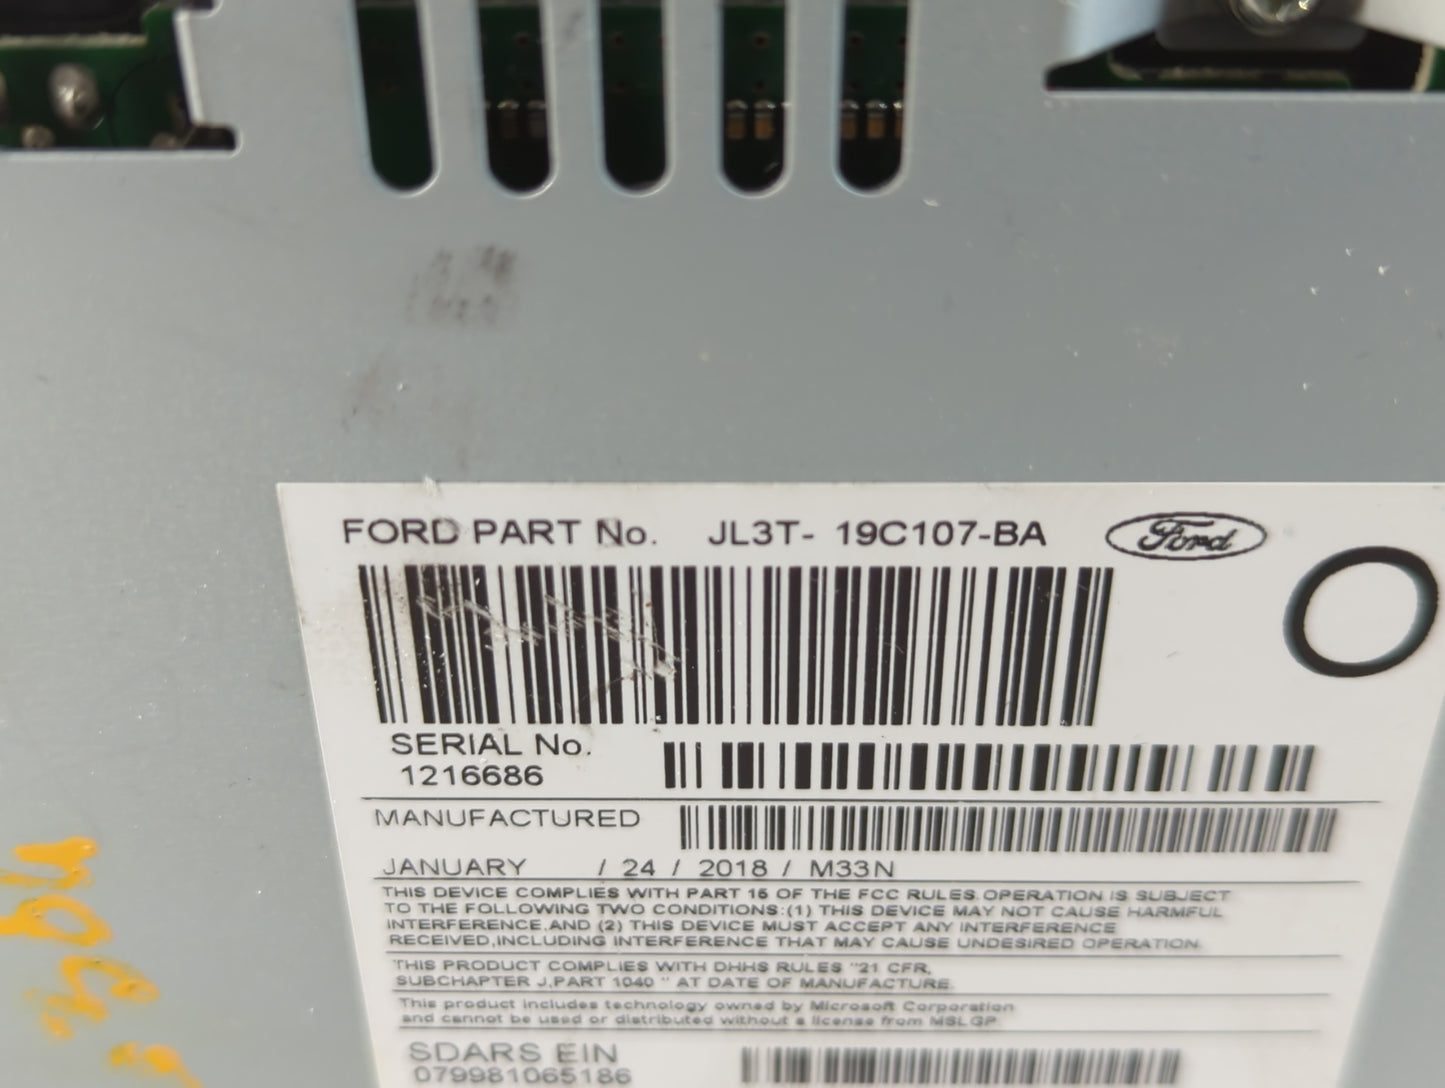 FORD PART No. JL3T- 19C107-BA Ford
SERIAL No.
1216686
MANUFACTURED
JANUARY / 24 / 2018 / M33N
THIS DEVICE COMPLIES WITH PART 15 OF THE FCC RULES.OPERATION IS SUBJECT
TO THE FOLLOWING TWO CONDITIONS:(1) THIS DEVICE MAY NOT CAUSE HARMFUL
INTERFERENCE,AND (2) THIS DEVICE MUST ACCEPT ANY INTERFERENCE
RECEIVED,INCLUDING INTERFERENCE THAT MAY CAUSE UNDESIRED OPERATION.
THIS PRODUCT COMPLIES WITH DHHS RULES "21 CFR,
SUBCHAPTER J,PART 1040 " AT DATE OF MANUFACTURE.
This product includes technology owned by Microsoft Corporation
and cannot be used or distributed without a license from MSLGP.
SDARS EIN
079981065186